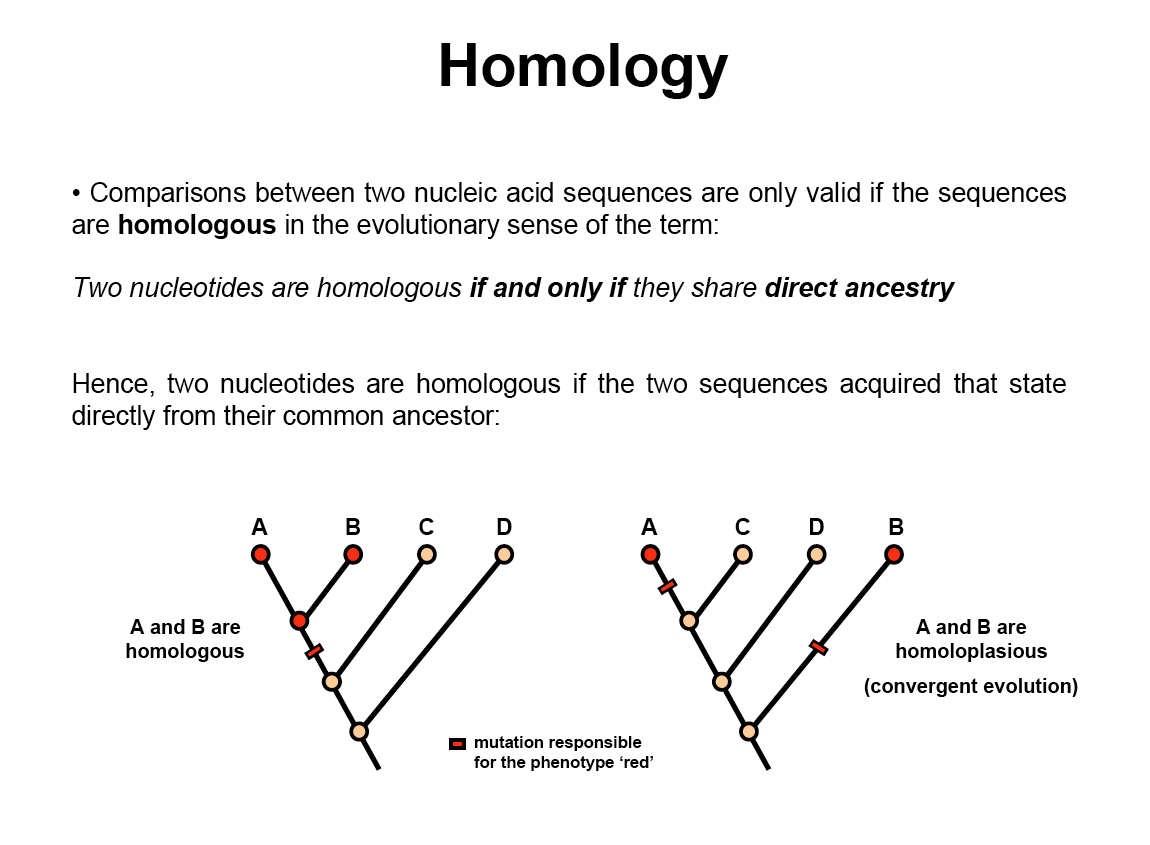 Homology
• Comparisons between two nucleic acid sequences are only valid if the sequences
are homologous in the evolutionary sense of the term:
Two nucleotides are homologous if and only if they share direct ancestry
Hence, two nucleotides are homologous if the two sequences acquired that state
directly from their common ancestor:
A B C D
A and B are
homologous
A C D B
A and B are
homoloplasious
(convergent evolution)
mutation responsible
for the phenotype ‘red’